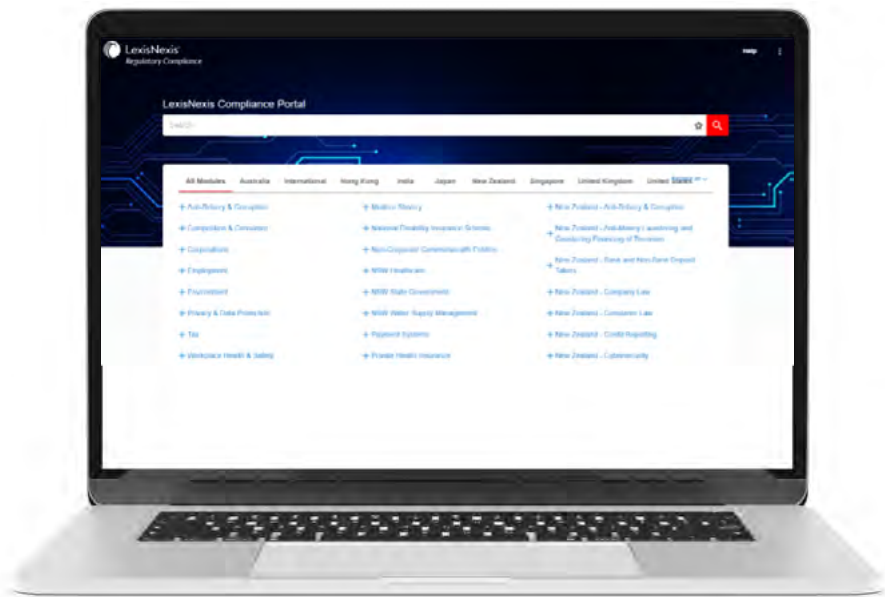 LexisNexis
Regulatory Compliance
Help
LexisNexis Compliance Portal
Search
All Modules Australia International Hong Kong India Japan New Zealand Singapore United Kingdom United States
+ Anti-Bribery & Corruption
+ Competition & Consumer
+ Corporations
+ Employment
+ Environment
+ Privacy & Data Protection
+ Tax
+ Workplace Health & Safety
+ Modern Slavery
+ National Disability Insurance Scheme
+ Non-Corporate Commonwealth Entities
+ NSW Healthcare
+ NSW State Government
+ NSW Water Supply Management
+ Payment Systems
+ Private Health Insurance
+ New Zealand - Anti-Bribery & Corruption
+ New Zealand - Anti-Money Laundering and
Countering Financing of Terrorism
+ New Zealand - Bank and Non-Bank Deposit
Takers
+ New Zealand - Company Law
+ New Zealand - Consumer Law
+ New Zealand - Credit Reporting
+ New Zealand - Cybersecurity